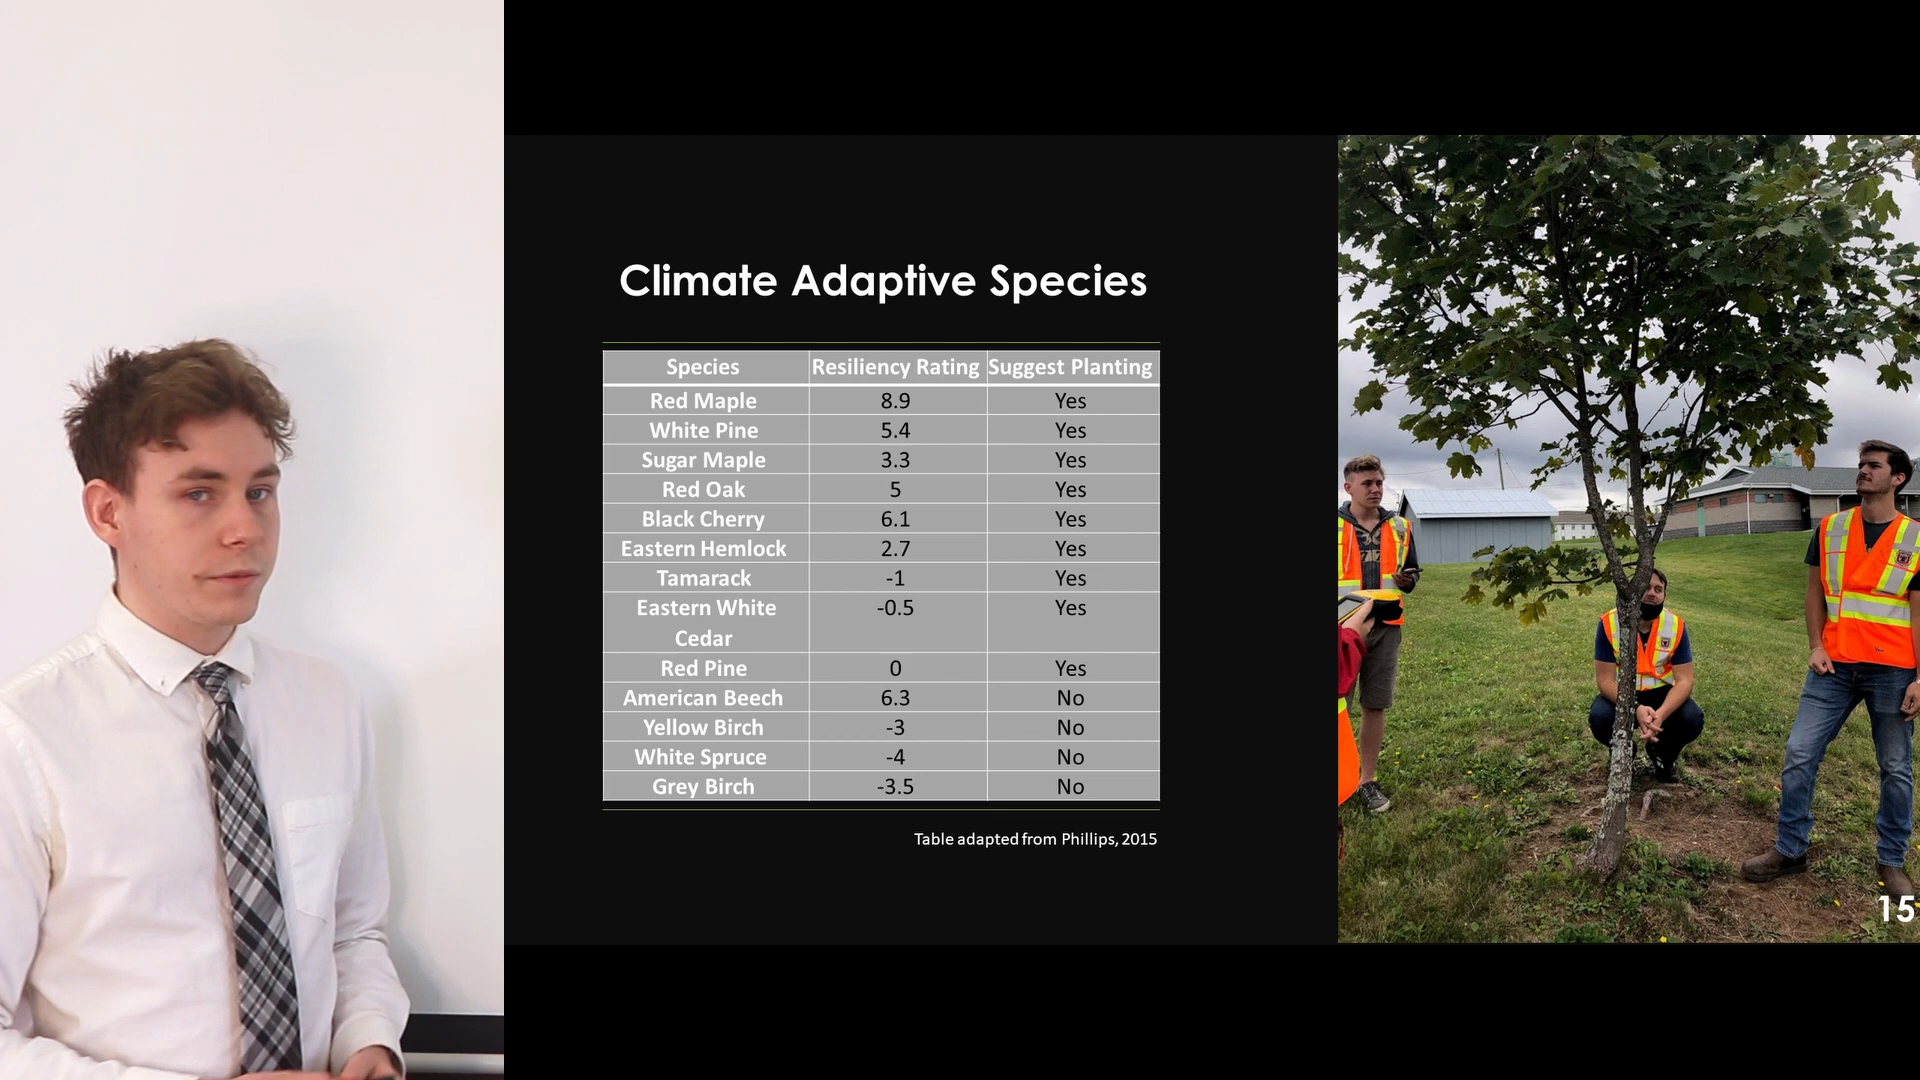 Climate Adaptive Species
Species Resiliency Rating Suggest Planting
Red Maple 8.9 Yes
White Pine 5.4 Yes
Sugar Maple 3.3 Yes
Red Oak 5 Yes
Black Cherry 6.1 Yes
Eastern Hemlock 2.7 Yes
Tamarack -1 Yes
Eastern White -0.5 Yes
Cedar
Red Pine 0 Yes
American Beech 6.3 No
Yellow Birch -3 No
White Spruce -4 No
Grey Birch -3.5 No
Table adapted from Phillips, 2015
15